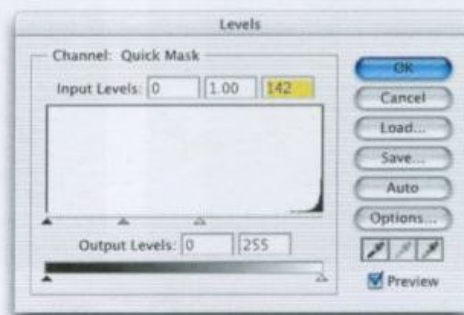 Levels
Channel: Quick Mask
Input Levels: 0 1.00 142
Output Levels: 0 255
OK
Cancel
Load...
Save...
Auto
Options...
Preview